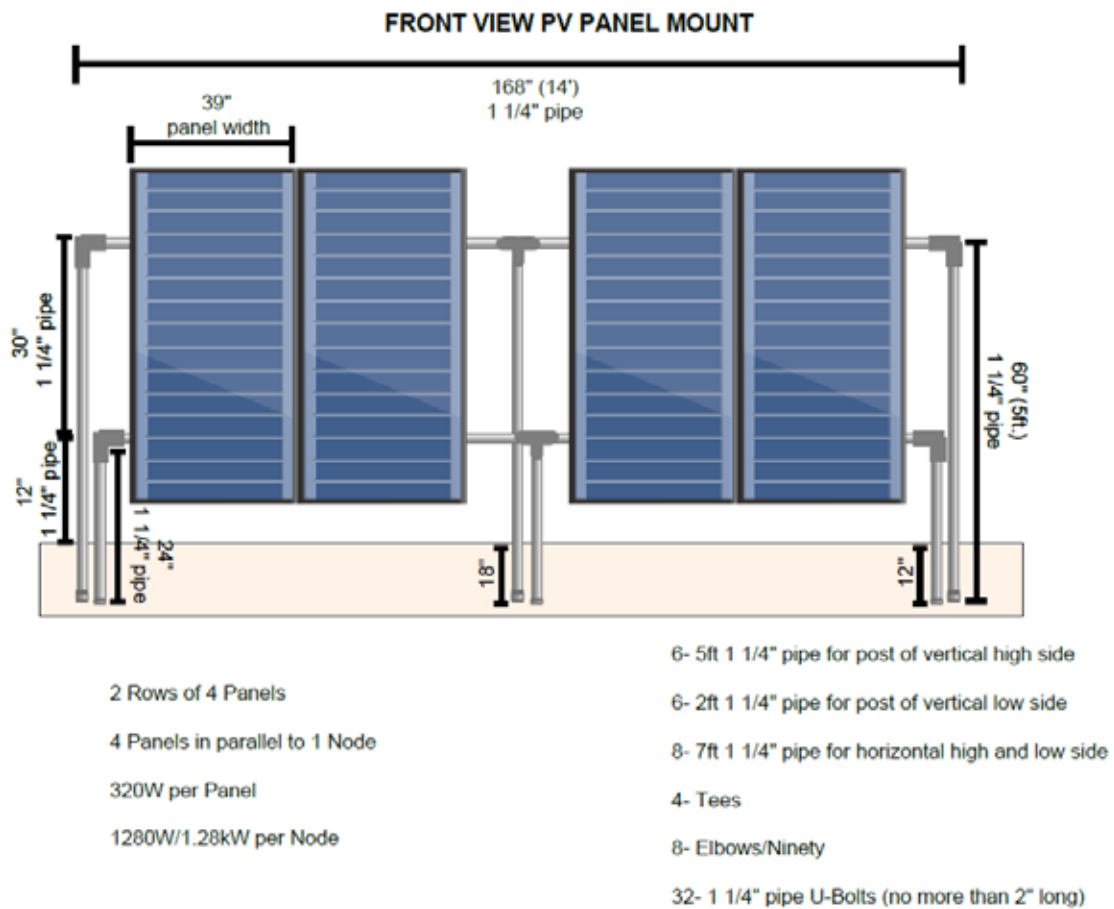 FRONT VIEW PV PANEL MOUNT
168" (14')
1 1/4" pipe
39"
panel width
30"
1 1/4" pipe
12"
1 1/4" pipe
24"
1 1/4" pipe
18"
12"
60" (5ft.)
1 1/4" pipe
2 Rows of 4 Panels
4 Panels in parallel to 1 Node
320W per Panel
1280W/1.28kW per Node
6- 5ft 1 1/4" pipe for post of vertical high side
6- 2ft 1 1/4" pipe for post of vertical low side
8- 7ft 1 1/4" pipe for horizontal high and low side
4- Tees
8- Elbows/Ninety
32- 1 1/4" pipe U-Bolts (no more than 2" long)